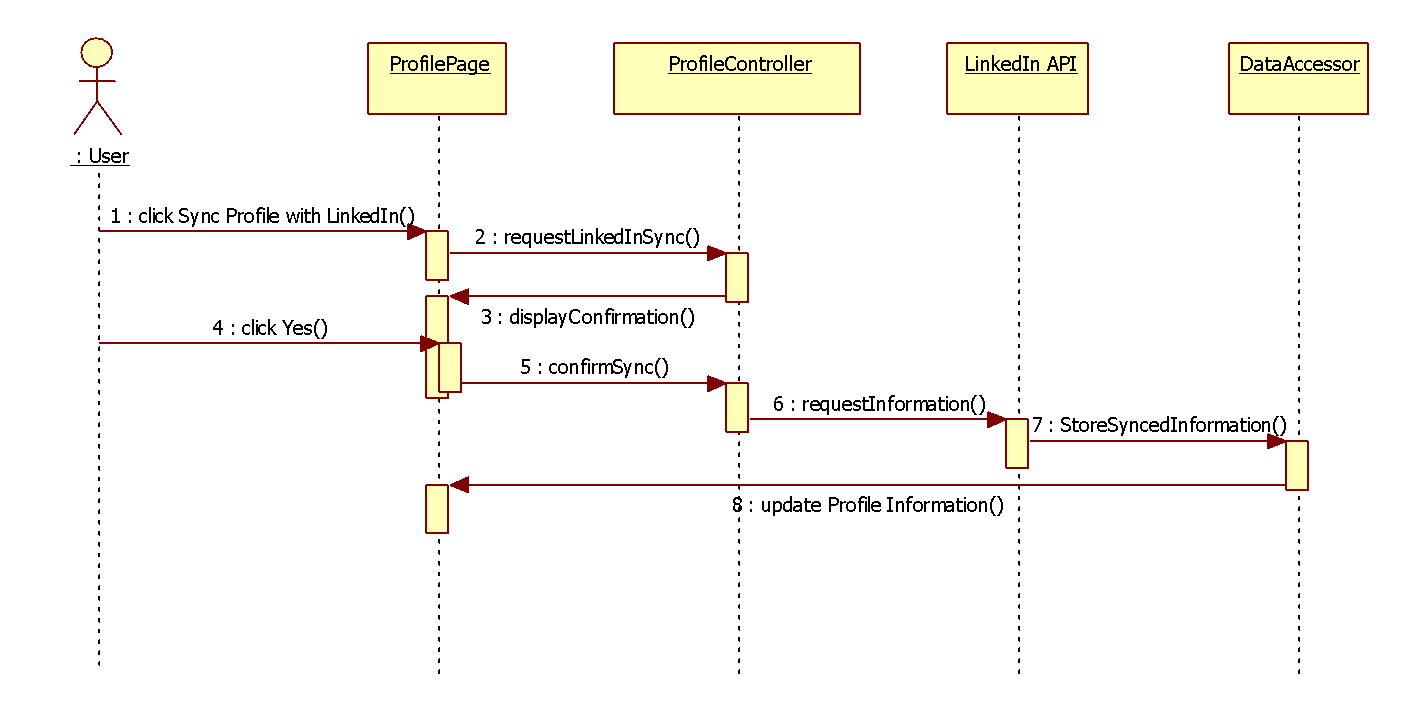 ProfilePage
ProfileController
LinkedIn API
DataAccessor
: User
1 : click Sync Profile with LinkedIn()
2 : requestLinkedInSync()
3 : displayConfirmation()
4 : click Yes()
5 : confirmSync()
6 : requestInformation()
7 : StoreSyncedInformation()
8 : update Profile Information()